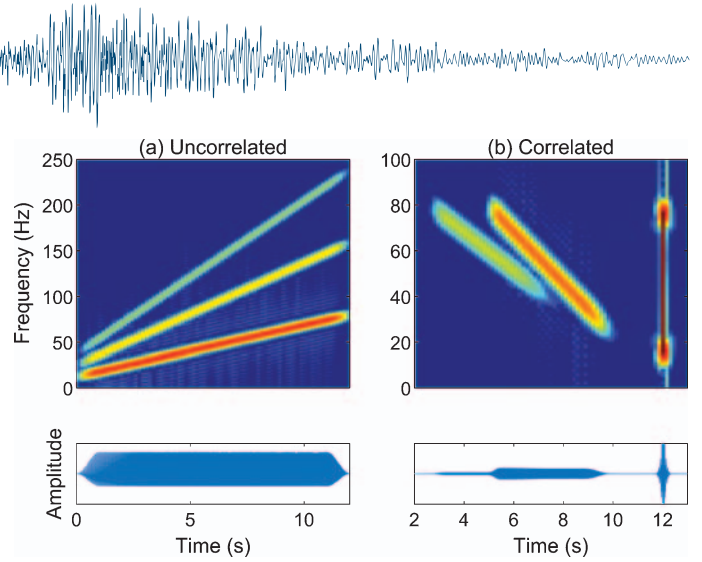 (a) Uncorrelated
(b) Correlated
Frequency (Hz)
250
200
150
100
50
0
100
80
60
40
20
0
Amplitude
0 5 10
Time (s)
2 4 6 8 10 12
Time (s)